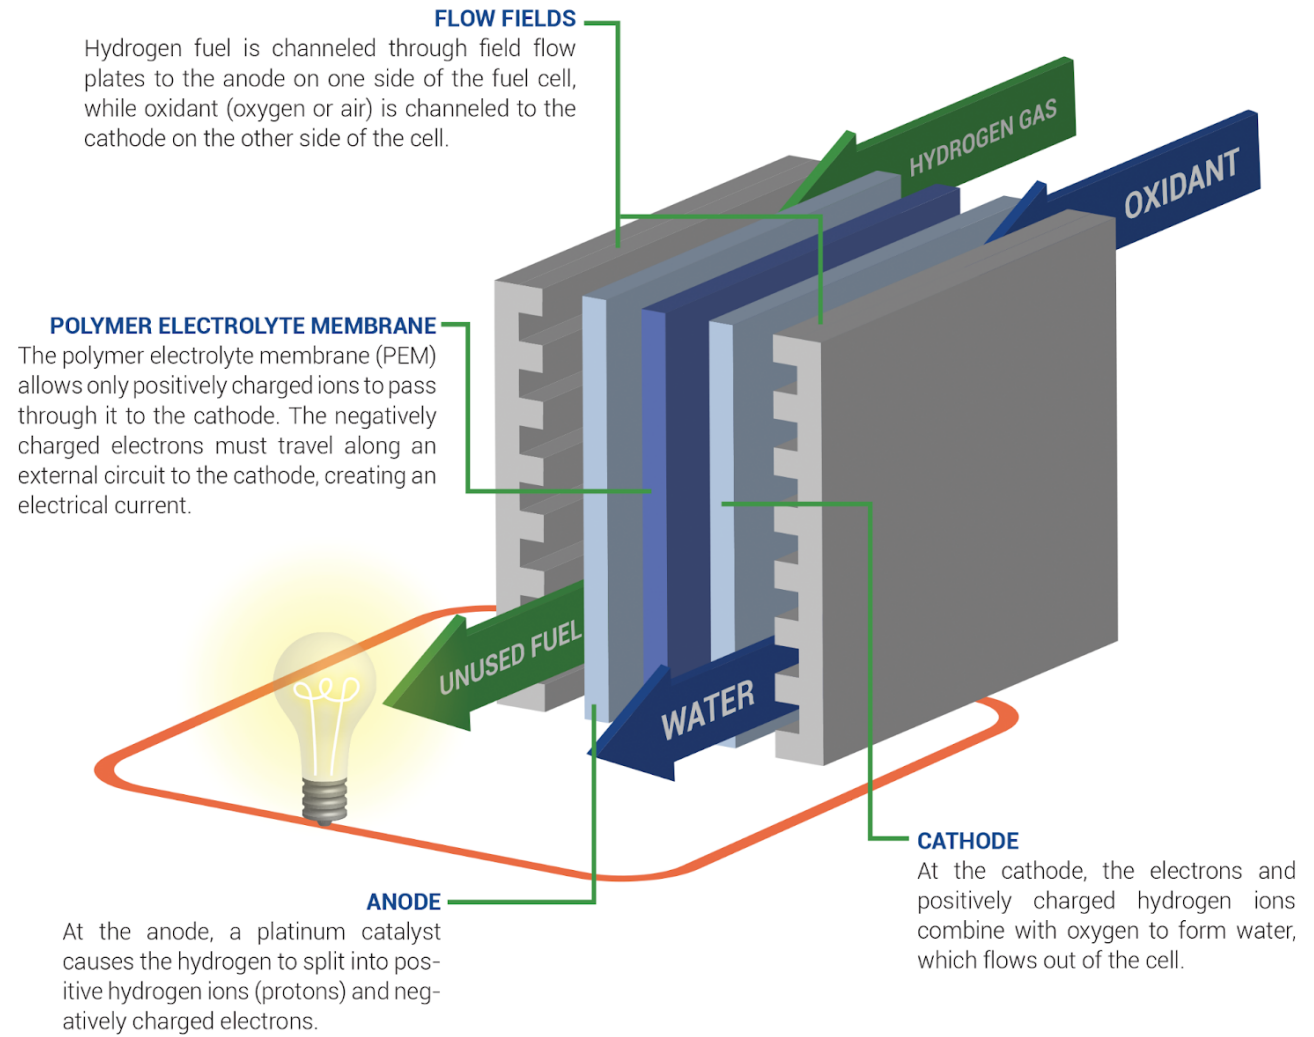 FLOW FIELDS
Hydrogen fuel is channeled through field flow
plates to the anode on one side of the fuel cell,
while oxidant (oxygen or air) is channeled to the
cathode on the other side of the cell.
HYDROGEN GAS
OXIDANT
POLYMER ELECTROLYTE MEMBRANE
The polymer electrolyte membrane (PEM)
allows only positively charged ions to pass
through it to the cathode. The negatively
charged electrons must travel along an
external circuit to the cathode, creating an
electrical current.
UNUSED FUEL
WATER
CATHODE
At the cathode, the electrons and
positively charged hydrogen ions
combine with oxygen to form water,
which flows out of the cell.
ANODE
At the anode, a platinum catalyst
causes the hydrogen to split into pos-
itive hydrogen ions (protons) and neg-
atively charged electrons.